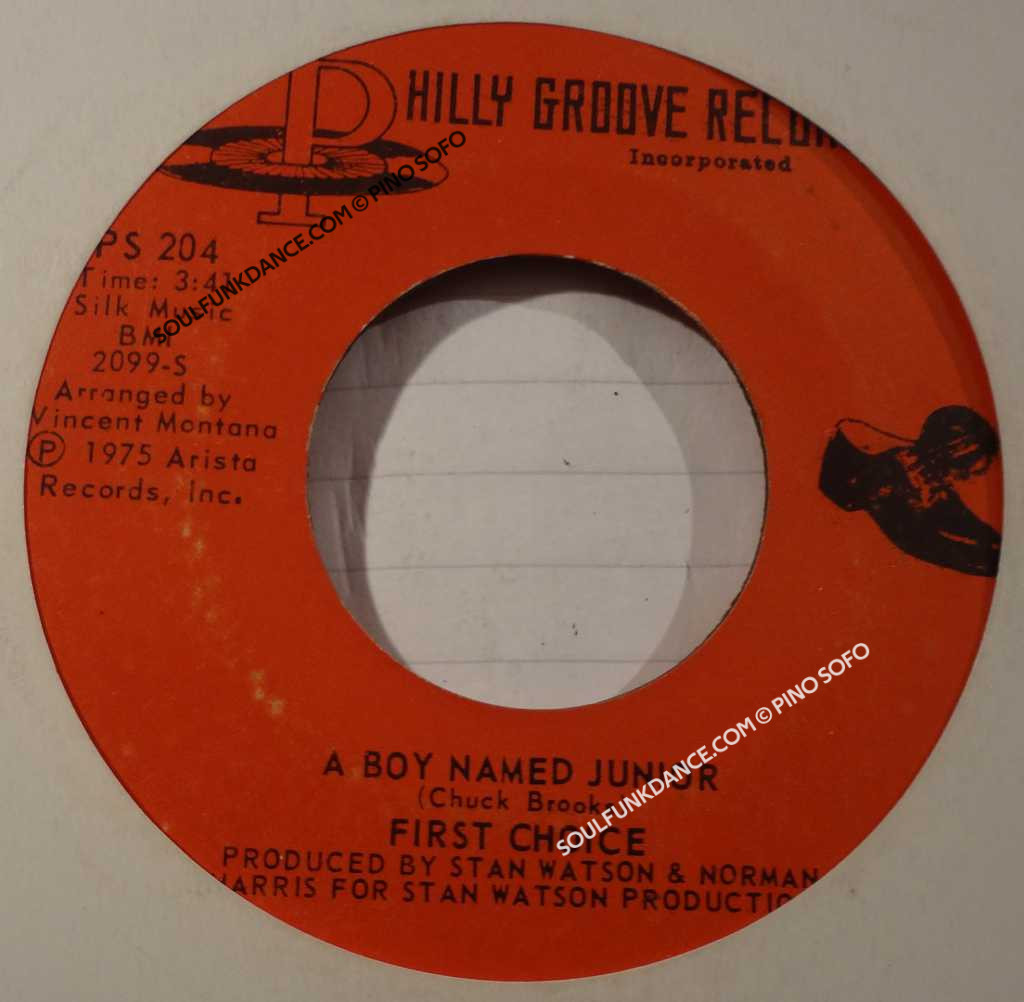 PHILLY GROOVE RECOR
Incorporated
PS 204
Time: 3:41
Silk Music
BMI
2099-S
Arranged by
Vincent Montana
Ⓟ 1975 Arista
Records, Inc.
A BOY NAMED JUNIOR
(Chuck Brooks
FIRST CHOICE
PRODUCED BY STAN WATSON & NORMAN
HARRIS FOR STAN WATSON PRODUCTIO
SOULFUNKDANCE.COM © PINO SOFO
SOULFUNKDANCE.COM © PINO SOFO